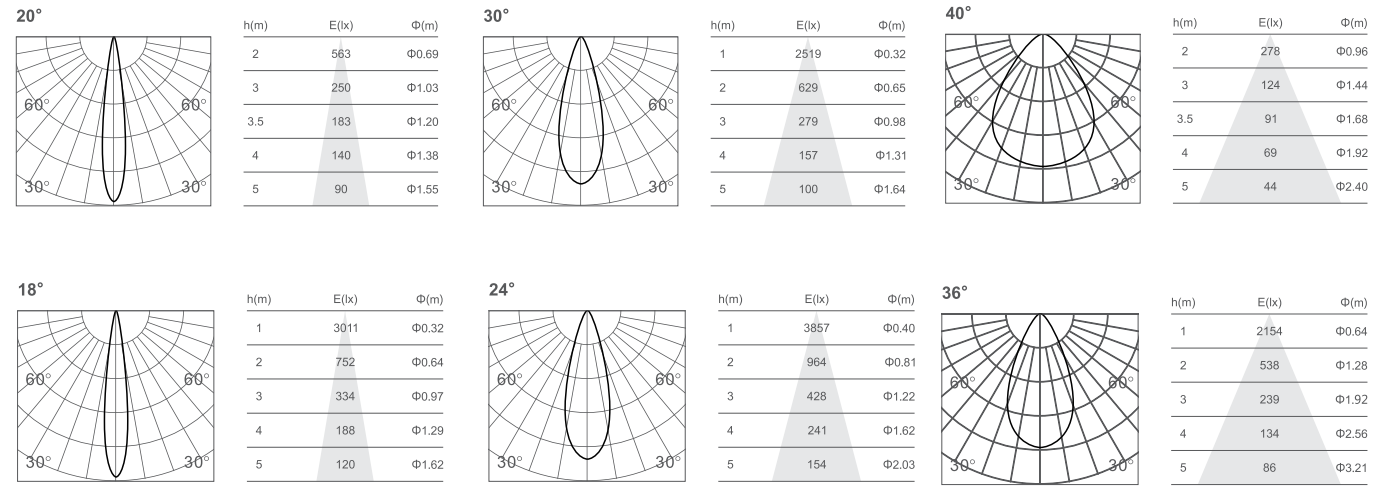 20°
60° 60°
30° 30°
h(m) E(lx) Φ(m)
2 563 Φ0.69
3 250 Φ1.03
3.5 183 Φ1.20
4 140 Φ1.38
5 90 Φ1.55
30°
60° 60°
30° 30°
h(m) E(lx) Φ(m)
1 2519 Φ0.32
2 629 Φ0.65
3 279 Φ0.98
4 157 Φ1.31
5 100 Φ1.64
40°
60° 60°
30° 30°
h(m) E(lx) Φ(m)
2 278 Φ0.96
3 124 Φ1.44
3.5 91 Φ1.68
4 69 Φ1.92
5 44 Φ2.40
18°
60° 60°
30° 30°
h(m) E(lx) Φ(m)
1 3011 Φ0.32
2 752 Φ0.64
3 334 Φ0.97
4 188 Φ1.29
5 120 Φ1.62
24°
60° 60°
30° 30°
h(m) E(lx) Φ(m)
1 3857 Φ0.40
2 964 Φ0.81
3 428 Φ1.22
4 241 Φ1.62
5 154 Φ2.03
36°
60° 60°
30° 30°
h(m) E(lx) Φ(m)
1 2154 Φ0.64
2 538 Φ1.28
3 239 Φ1.92
4 134 Φ2.56
5 86 Φ3.21